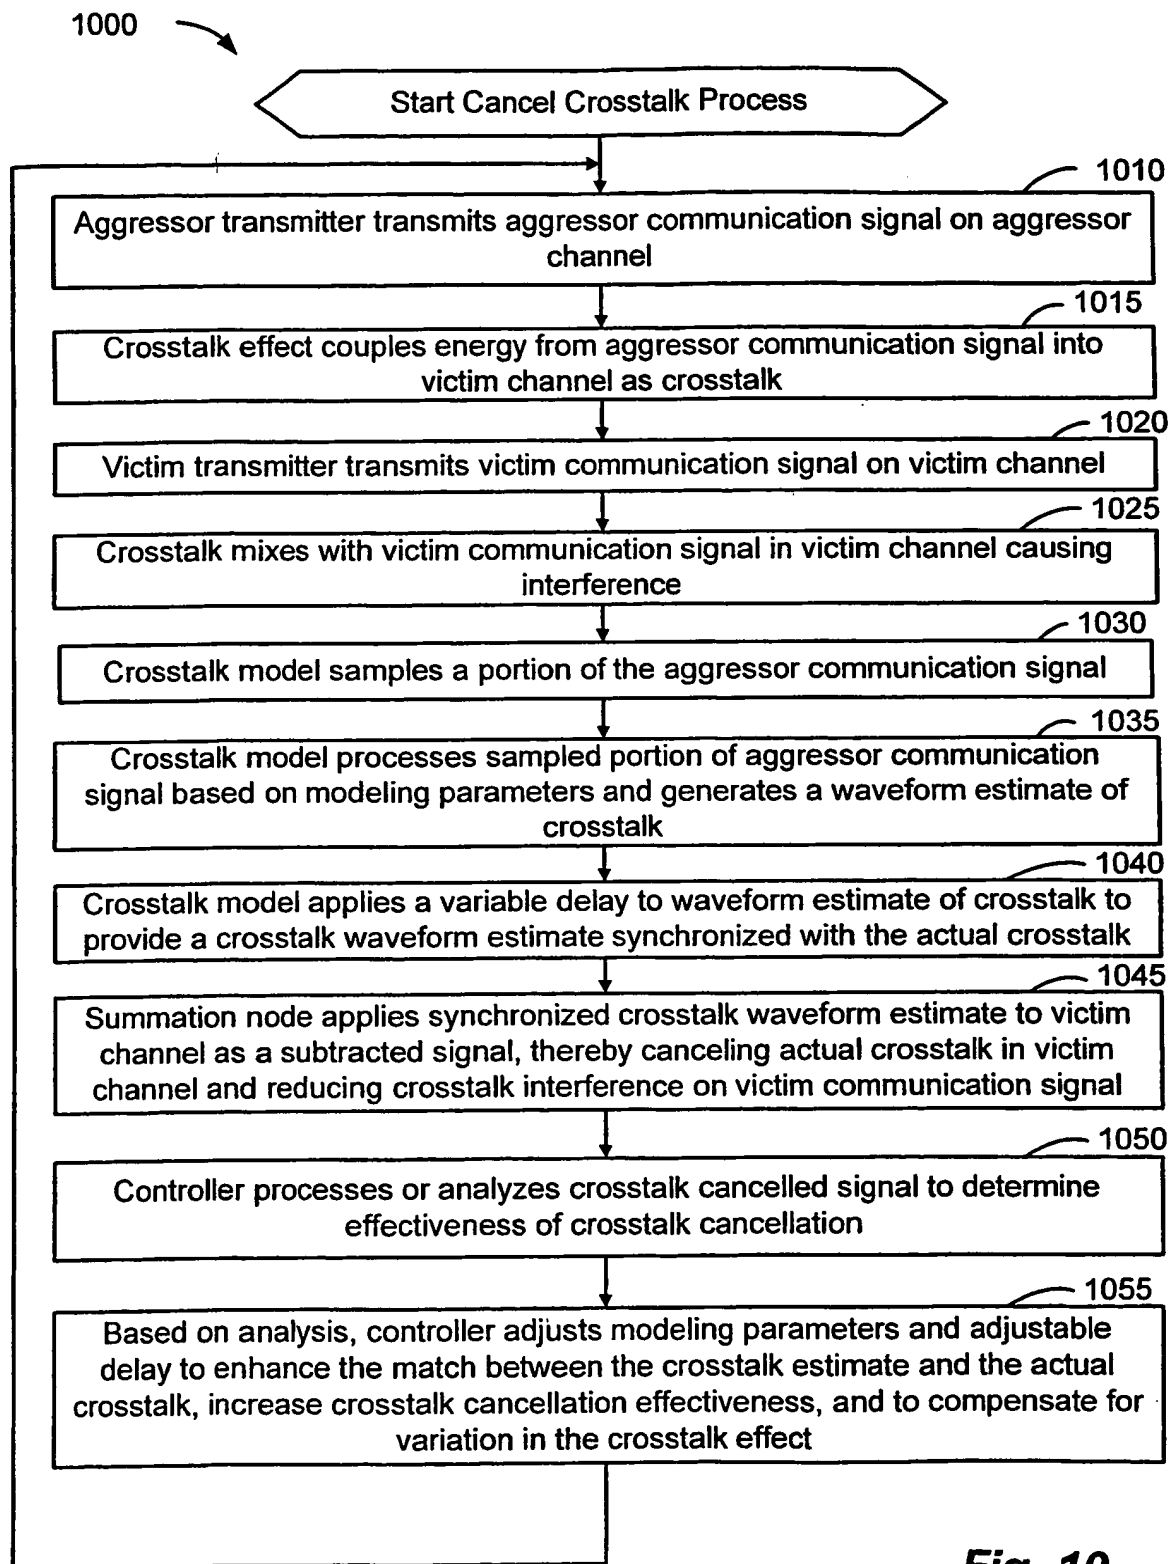 1000
Start Cancel Crosstalk Process
1010
Aggressor transmitter transmits aggressor communication signal on aggressor
channel
1015
Crosstalk effect couples energy from aggressor communication signal into
victim channel as crosstalk
1020
Victim transmitter transmits victim communication signal on victim channel
1025
Crosstalk mixes with victim communication signal in victim channel causing
interference
1030
Crosstalk model samples a portion of the aggressor communication signal
1035
Crosstalk model processes sampled portion of aggressor communication
signal based on modeling parameters and generates a waveform estimate of
crosstalk
1040
Crosstalk model applies a variable delay to waveform estimate of crosstalk to
provide a crosstalk waveform estimate synchronized with the actual crosstalk
1045
Summation node applies synchronized crosstalk waveform estimate to victim
channel as a subtracted signal, thereby canceling actual crosstalk in victim
channel and reducing crosstalk interference on victim communication signal
1050
Controller processes or analyzes crosstalk cancelled signal to determine
effectiveness of crosstalk cancellation
1055
Based on analysis, controller adjusts modeling parameters and adjustable
delay to enhance the match between the crosstalk estimate and the actual
crosstalk, increase crosstalk cancellation effectiveness, and to compensate for
variation in the crosstalk effect
Fig. 10